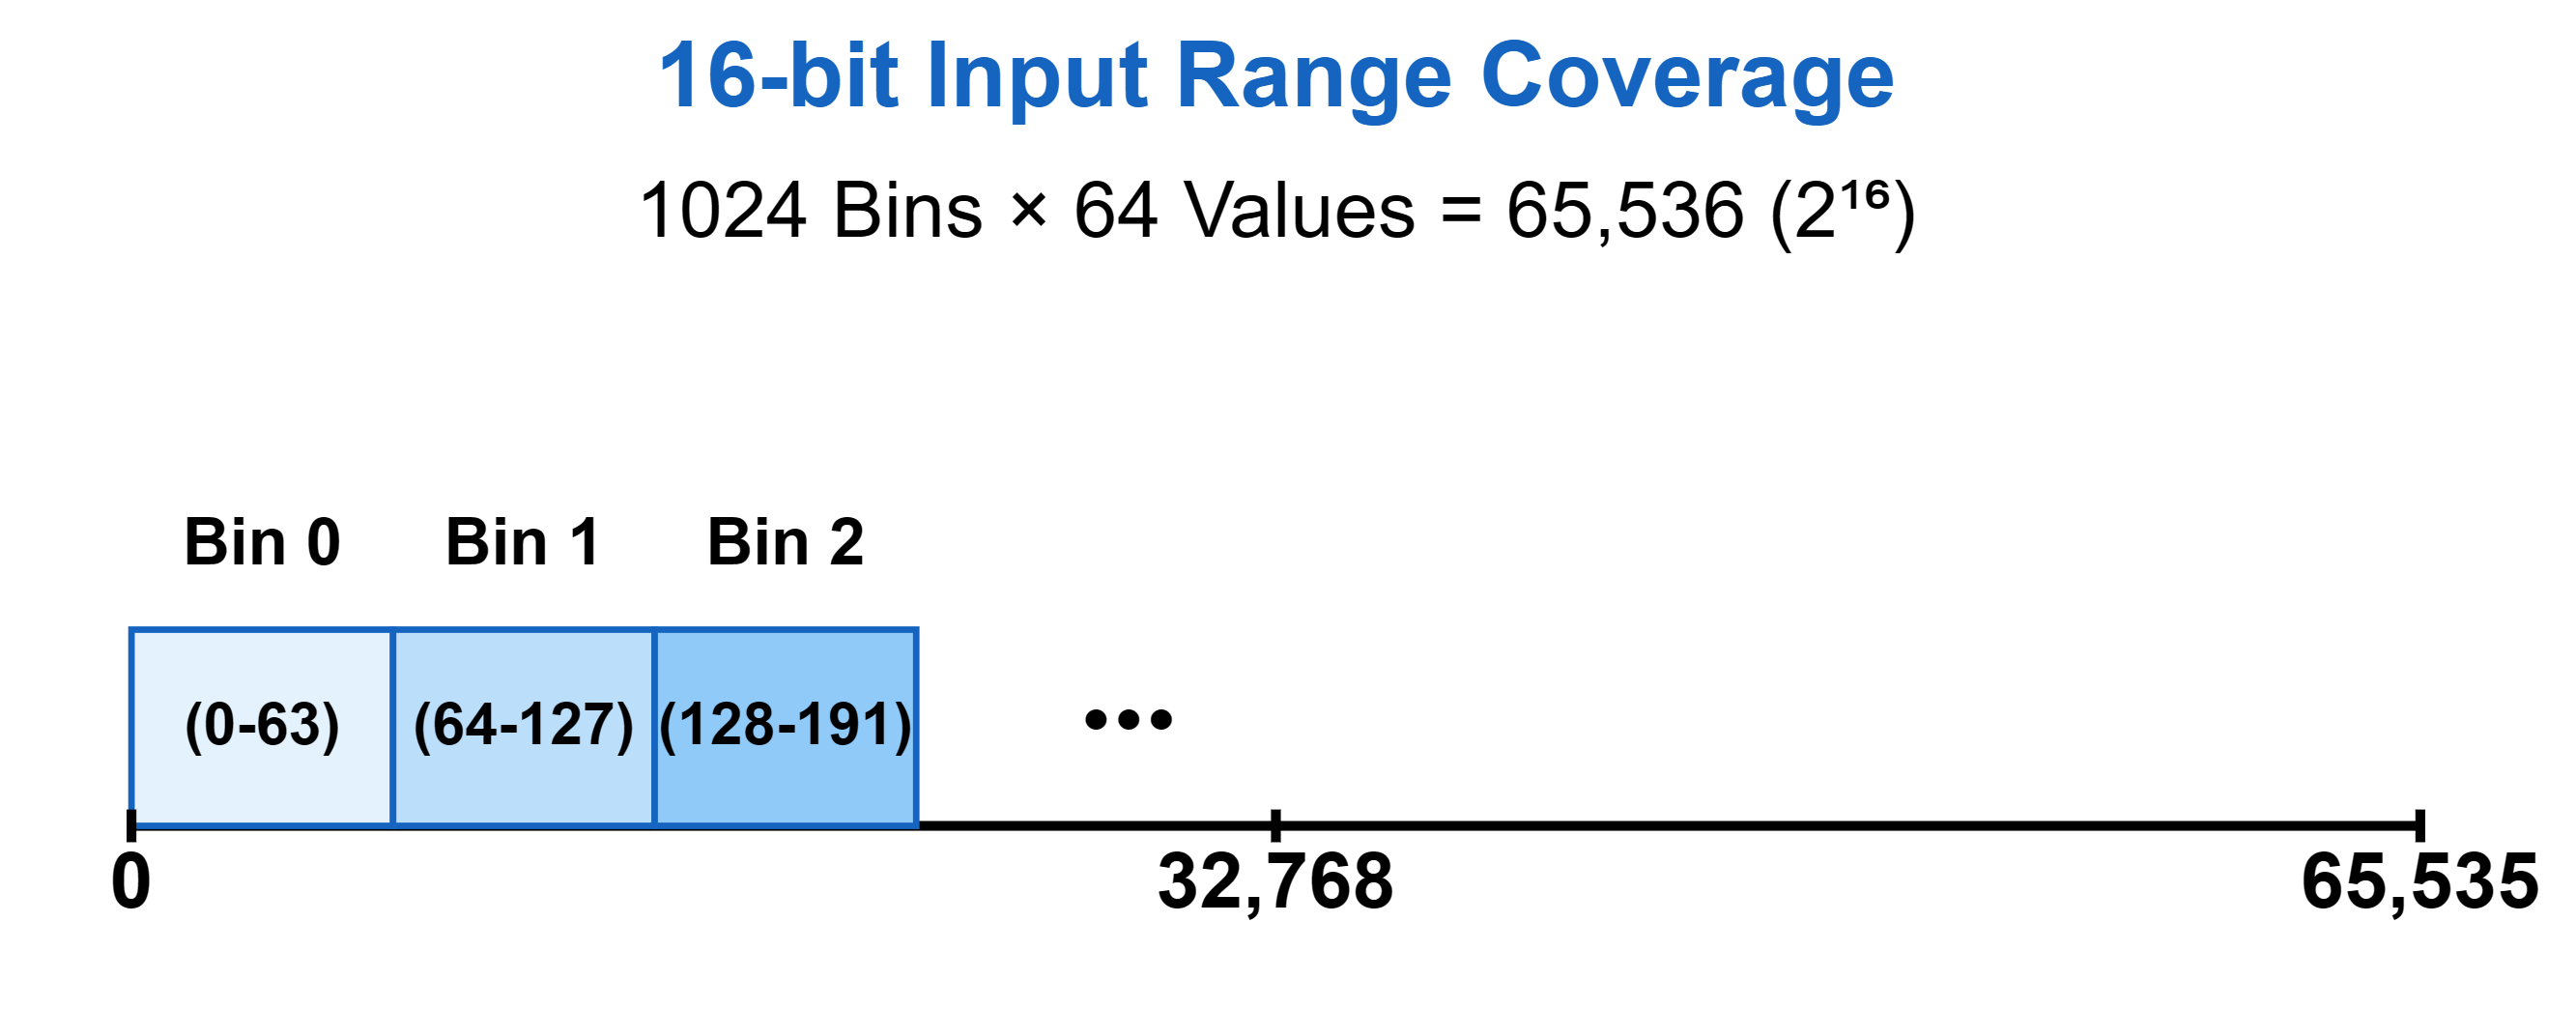 16-bit Input Range Coverage
1024 Bins × 64 Values = 65,536 (2¹⁶)
Bin 0 Bin 1 Bin 2
(0-63) (64-127) (128-191) •••
0 32,768 65,535